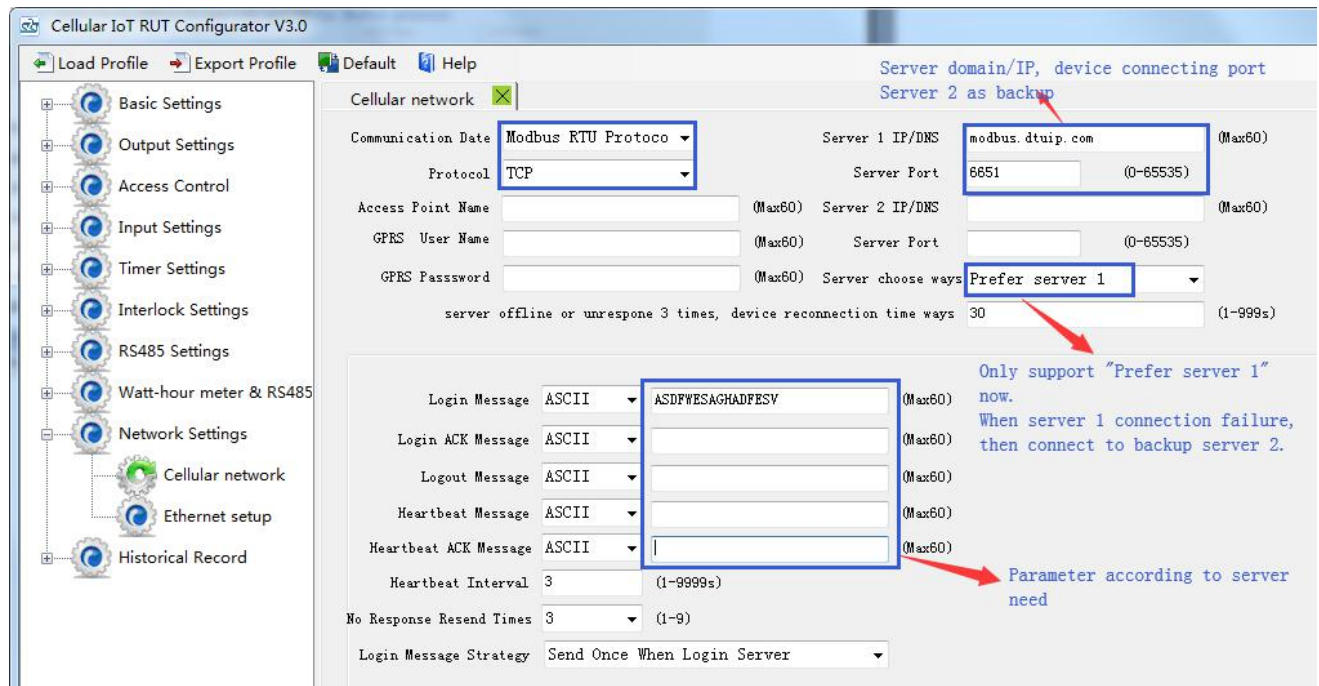 Cellular IoT RUT Configurator V3.0
Load Profile Export Profile Default Help
Server domain/IP, device connecting port
Server 2 as backup
Basic Settings
Output Settings
Access Control
Input Settings
Timer Settings
Interlock Settings
RS485 Settings
Watt-hour meter & RS485
Network Settings
Cellular network
Ethernet setup
Historical Record
Cellular network
Communication Date Modbus RTU Protoco Server 1 IP/DNS modbus.dtuip.com (Max60)
Protocol TCP Server Port 6651 (0-65535)
Access Point Name (Max60) Server 2 IP/DNS (Max60)
GPRS User Name (Max60) Server Port (0-65535)
GPRS Passsword (Max60) Server choose ways Prefer server 1
server offline or unrespone 3 times, device reconnection time ways 30 (1-999s)
Only support "Prefer server 1"
now.
When server 1 connection failure,
then connect to backup server 2.
Login Message ASCII ASDFWESAGHADFESV (Max60)
Login ACK Message ASCII (Max60)
Logout Message ASCII (Max60)
Heartbeat Message ASCII (Max60)
Heartbeat ACK Message ASCII (Max60)
Heartbeat Interval 3 (1-9999s)
No Response Resend Times 3 (1-9)
Login Message Strategy Send Once When Login Server
Parameter according to server
need